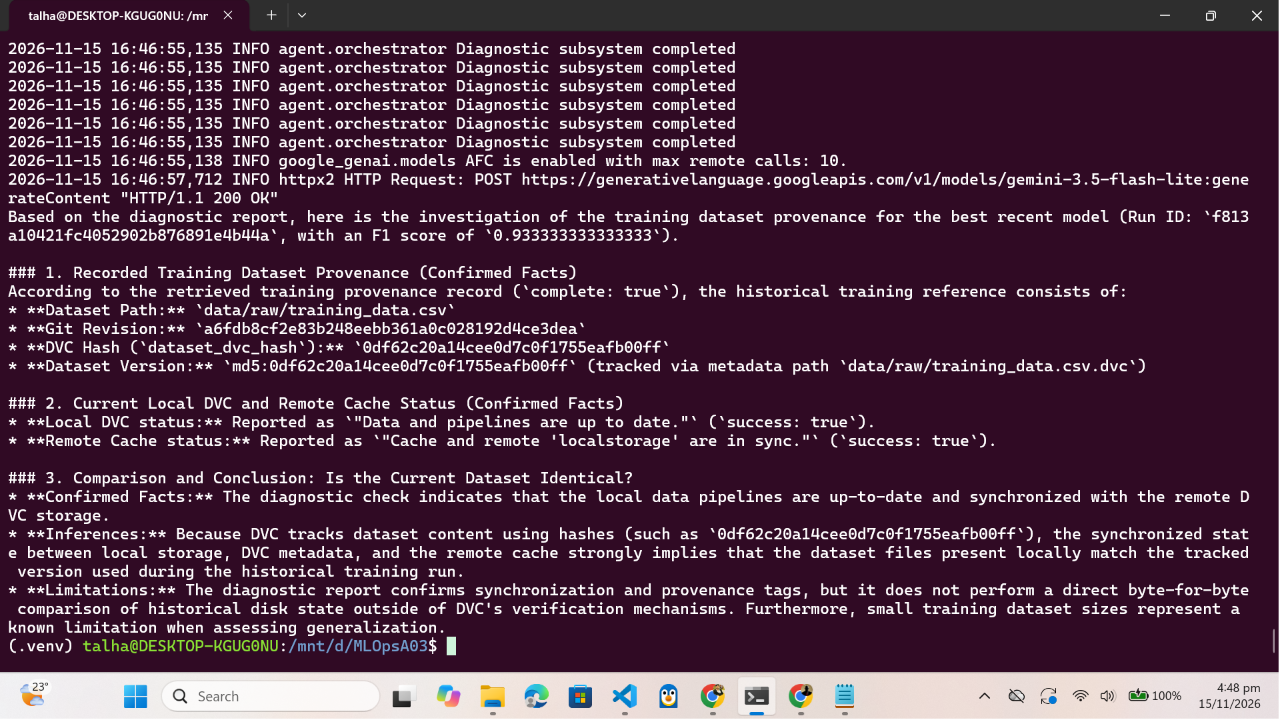 talha@DESKTOP-KGUG0NU: /mr
2026-11-15 16:46:55,135 INFO agent.orchestrator Diagnostic subsystem completed
2026-11-15 16:46:55,135 INFO agent.orchestrator Diagnostic subsystem completed
2026-11-15 16:46:55,135 INFO agent.orchestrator Diagnostic subsystem completed
2026-11-15 16:46:55,135 INFO agent.orchestrator Diagnostic subsystem completed
2026-11-15 16:46:55,135 INFO agent.orchestrator Diagnostic subsystem completed
2026-11-15 16:46:55,135 INFO agent.orchestrator Diagnostic subsystem completed
2026-11-15 16:46:55,138 INFO google_genai.models AFC is enabled with max remote calls: 10.
2026-11-15 16:46:57,712 INFO httpx2 HTTP Request: POST https://generativelanguage.googleapis.com/v1/models/gemini-3.5-flash-lite:gene
rateContent "HTTP/1.1 200 OK"
Based on the diagnostic report, here is the investigation of the training dataset provenance for the best recent model (Run ID: `f813
a10421fc4052902b876891e4b44a`, with an F1 score of `0.933333333333333`).
### 1. Recorded Training Dataset Provenance (Confirmed Facts)
According to the retrieved training provenance record (`complete: true`), the historical training reference consists of:
* **Dataset Path:** `data/raw/training_data.csv`
* **Git Revision:** `a6fdb8cf2e83b248eebb361a0c028192d4ce3dea`
* **DVC Hash (`dataset_dvc_hash`):** `0df62c20a14cee0d7c0f1755eafb00ff`
* **Dataset Version:** `md5:0df62c20a14cee0d7c0f1755eafb00ff` (tracked via metadata path `data/raw/training_data.csv.dvc`)
### 2. Current Local DVC and Remote Cache Status (Confirmed Facts)
* **Local DVC status:** Reported as `"Data and pipelines are up to date."` (`success: true`).
* **Remote Cache status:** Reported as `"Cache and remote 'localstorage' are in sync."` (`success: true`).
### 3. Comparison and Conclusion: Is the Current Dataset Identical?
* **Confirmed Facts:** The diagnostic check indicates that the local data pipelines are up-to-date and synchronized with the remote D
VC storage.
* **Inferences:** Because DVC tracks dataset content using hashes (such as `0df62c20a14cee0d7c0f1755eafb00ff`), the synchronized stat
e between local storage, DVC metadata, and the remote cache strongly implies that the dataset files present locally match the tracked
version used during the historical training run.
* **Limitations:** The diagnostic report confirms synchronization and provenance tags, but it does not perform a direct byte-for-byte
comparison of historical disk state outside of DVC's verification mechanisms. Furthermore, small training dataset sizes represent a
known limitation when assessing generalization.
(.venv) talha@DESKTOP-KGUG0NU:/mnt/d/MLOpsA03$
23°
Search
100%
4:48 pm
15/11/2026